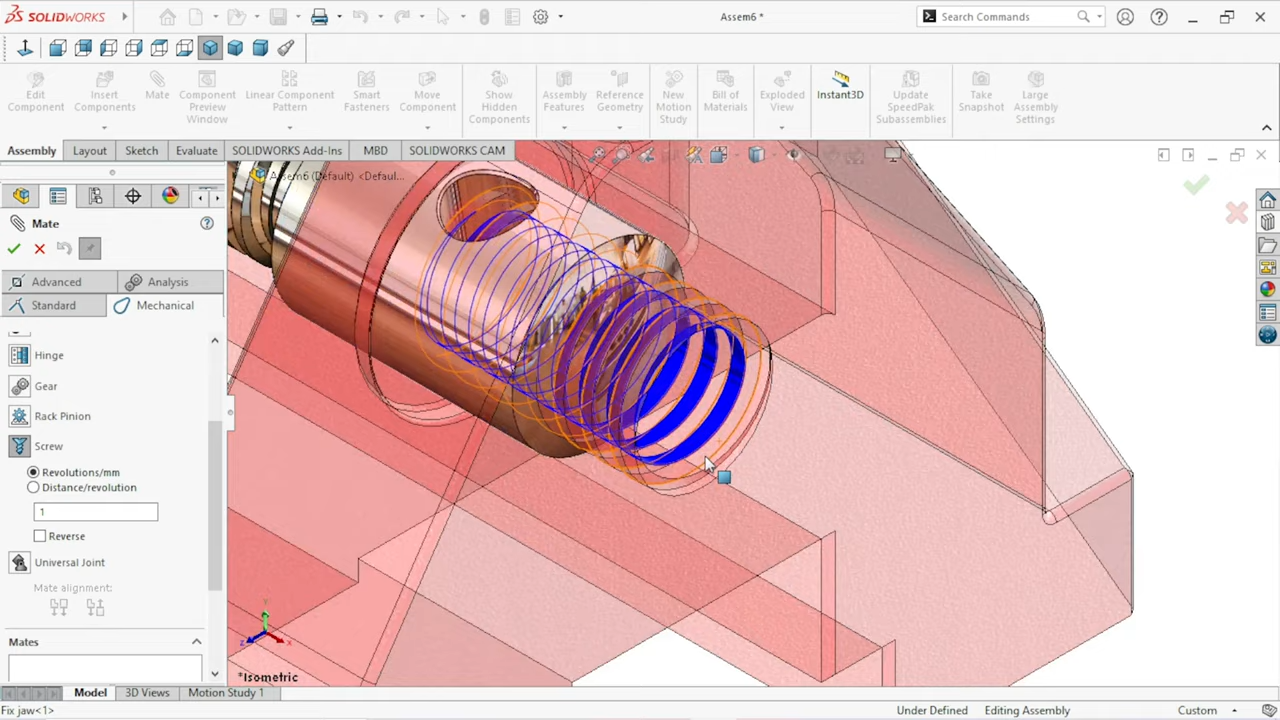 SOLIDWORKS
Assem6 *
Search Commands
Edit Component
Insert Components
Mate
Component Preview Window
Linear Component Pattern
Smart Fasteners
Move Component
Show Hidden Components
Assembly Features
Reference Geometry
New Motion Study
Bill of Materials
Exploded View
Instant3D
Update SpeedPak Subassemblies
Take Snapshot
Large Assembly Settings
Assembly
Layout
Sketch
Evaluate
SOLIDWORKS Add-Ins
MBD
SOLIDWORKS CAM
Assem6 (Default) <Defaul...
Mate
Advanced
Analysis
Standard
Mechanical
Hinge
Gear
Rack Pinion
Screw
Revolutions/mm
Distance/revolution
1
Reverse
Universal Joint
Mate alignment:
Mates
Y
Z
X
*Isometric
Model
3D Views
Motion Study 1
Fix jaw<1>
Under Defined
Editing Assembly
Custom